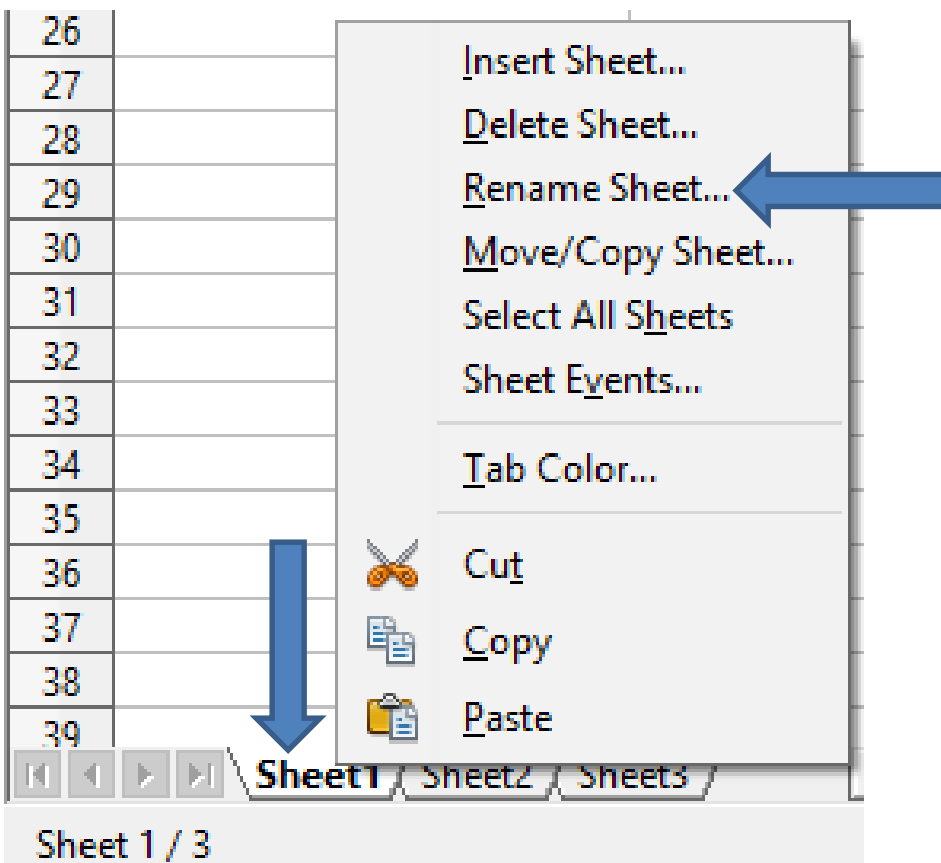 26
27
28
29
30
31
32
33
34
35
36
37
38
39
Insert Sheet...
Delete Sheet...
Rename Sheet...
Move/Copy Sheet...
Select All Sheets
Sheet Events...
Tab Color...
Cut
Copy
Paste
Sheet1 Sheet2 Sheet3
Sheet 1 / 3